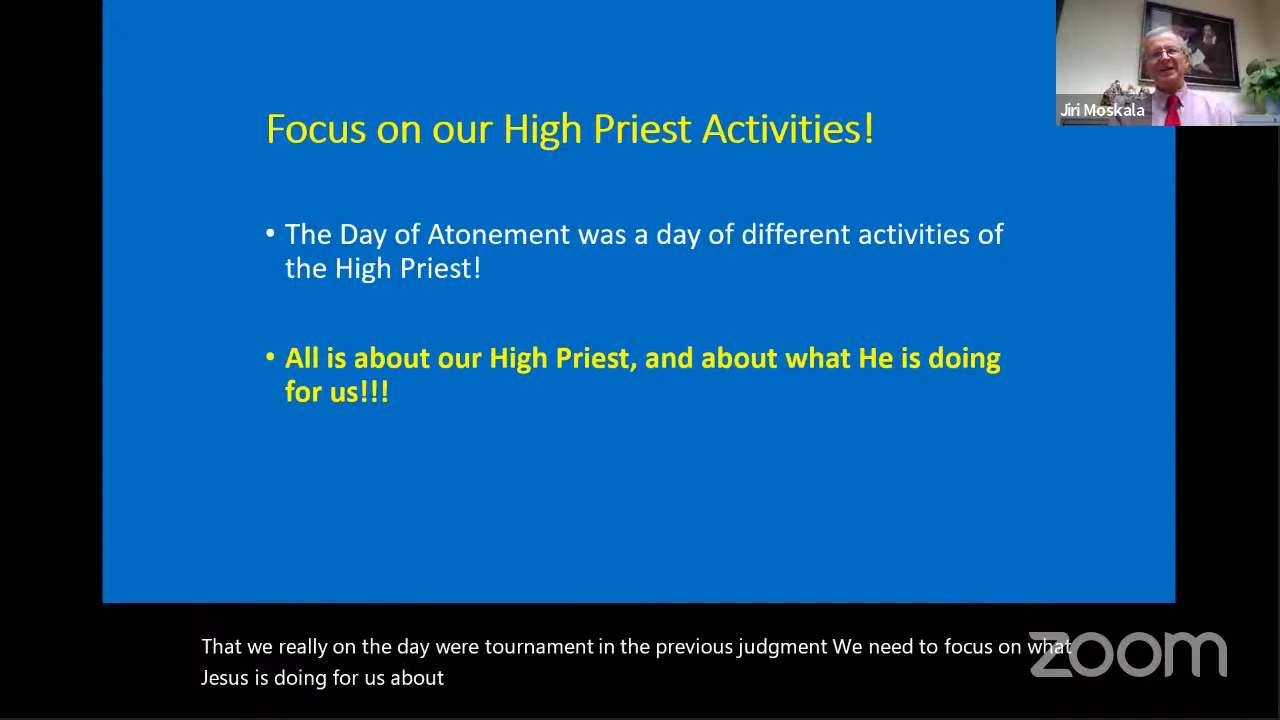 Focus on our High Priest Activities!
Jiri Moskala
• The Day of Atonement was a day of different activities of
the High Priest!
• All is about our High Priest, and about what He is doing
for us!!!
That we really on the day were tournament in the previous judgment We need to focus on what
Jesus is doing for us about
zoom